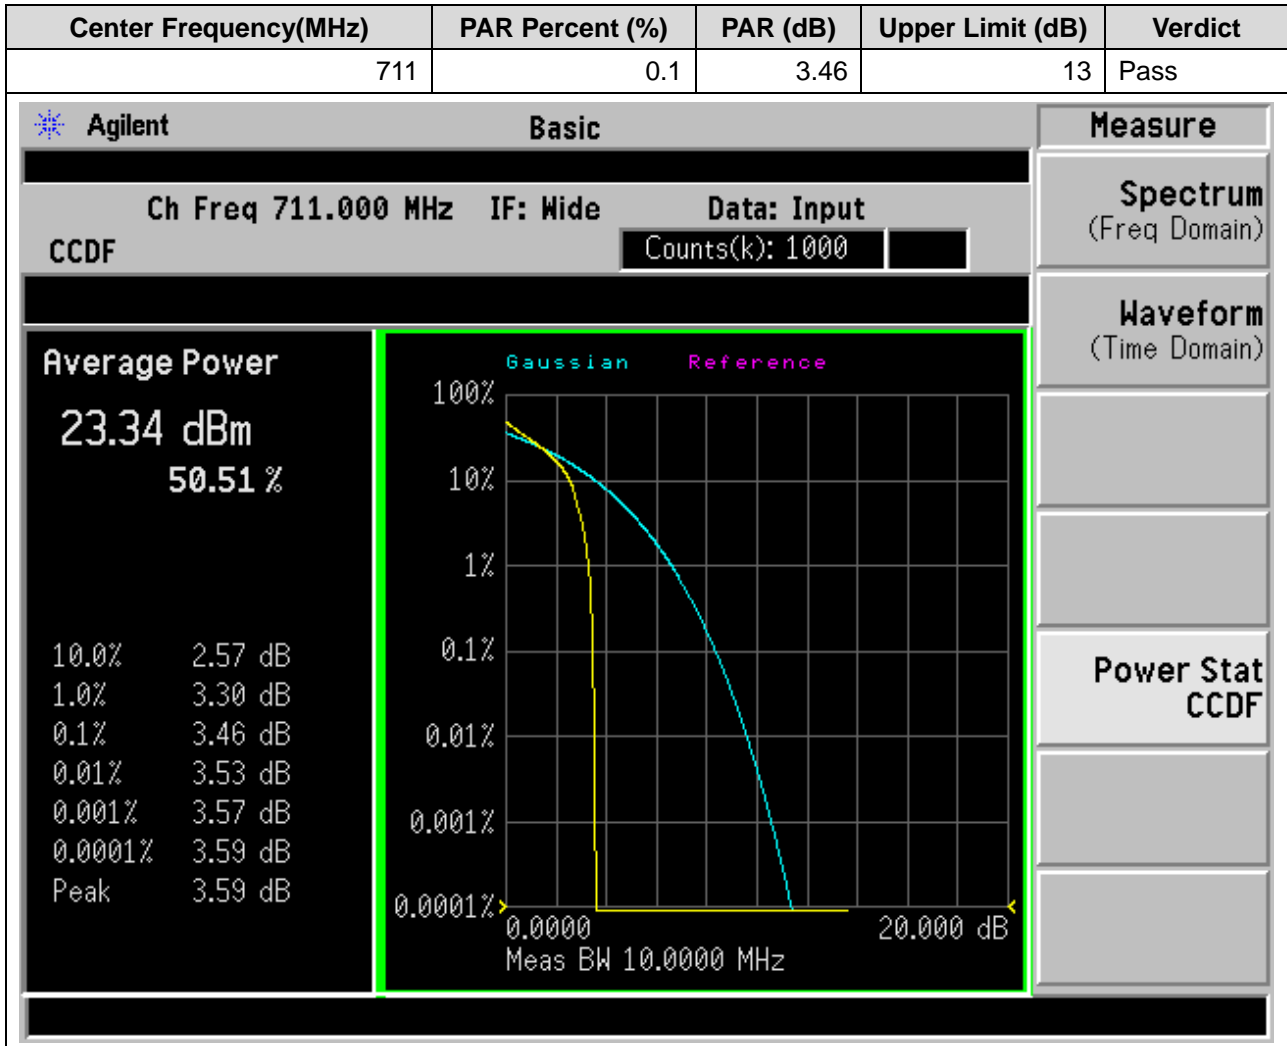 Center Frequency(MHz) PAR Percent (%) PAR (dB) Upper Limit (dB) Verdict
711 0.1 3.46 13 Pass
Agilent Basic Measure
Ch Freq 711.000 MHz IF: Wide Data: Input
CCDF Counts(k): 1000
Spectrum
(Freq Domain)
Waveform
(Time Domain)
Power Stat
CCDF
Average Power
23.34 dBm
50.51 %
10.0% 2.57 dB
1.0% 3.30 dB
0.1% 3.46 dB
0.01% 3.53 dB
0.001% 3.57 dB
0.0001% 3.59 dB
Peak 3.59 dB
Gaussian Reference
100%
10%
1%
0.1%
0.01%
0.001%
0.0001%
0.0000 20.000 dB
Meas BW 10.0000 MHz